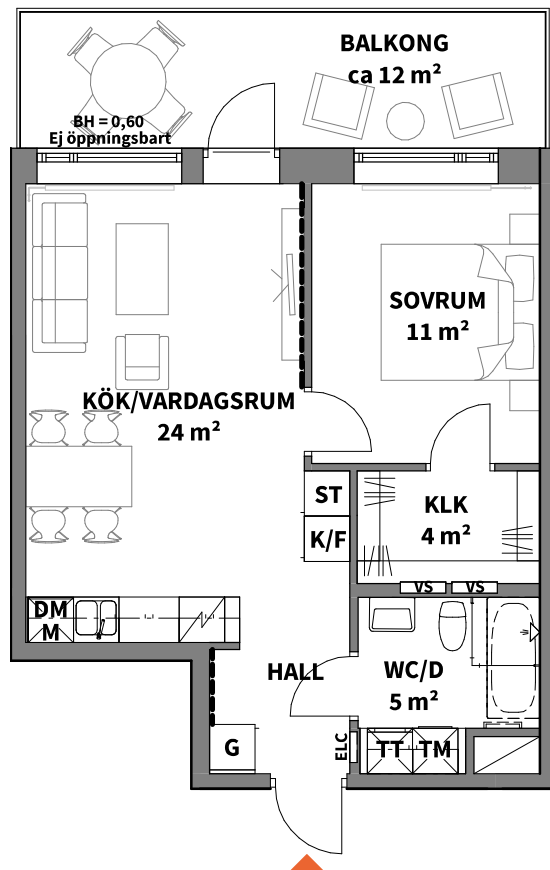 BALKONG
ca 12 m²
BH = 0,60
Ej öppningsbart
SOVRUM
11 m²
KÖK/VARDAGSRUM
24 m²
ST
K/F
KLK
4 m²
VS VS
DM
M
HALL
WC/D
5 m²
G
ELC
TT TM